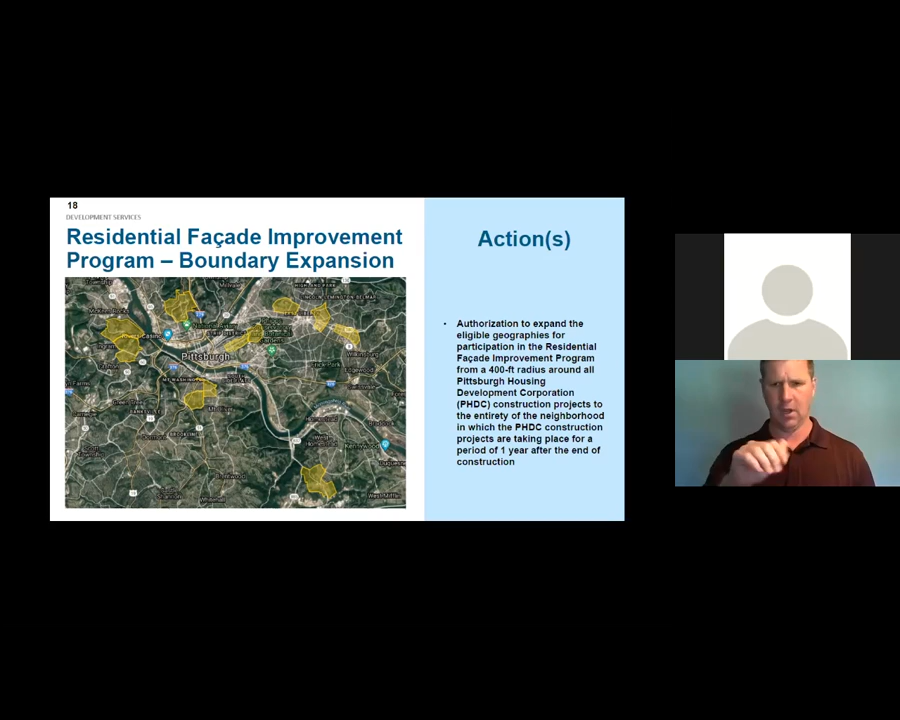 18
DEVELOPMENT SERVICES
Residential Façade Improvement
Program – Boundary Expansion
Pittsburgh
Action(s)
• Authorization to expand the
eligible geographies for
participation in the Residential
Façade Improvement Program
from a 400-ft radius around all
Pittsburgh Housing
Development Corporation
(PHDC) construction projects to
the entirety of the neighborhood
in which the PHDC construction
projects are taking place for a
period of 1 year after the end of
construction